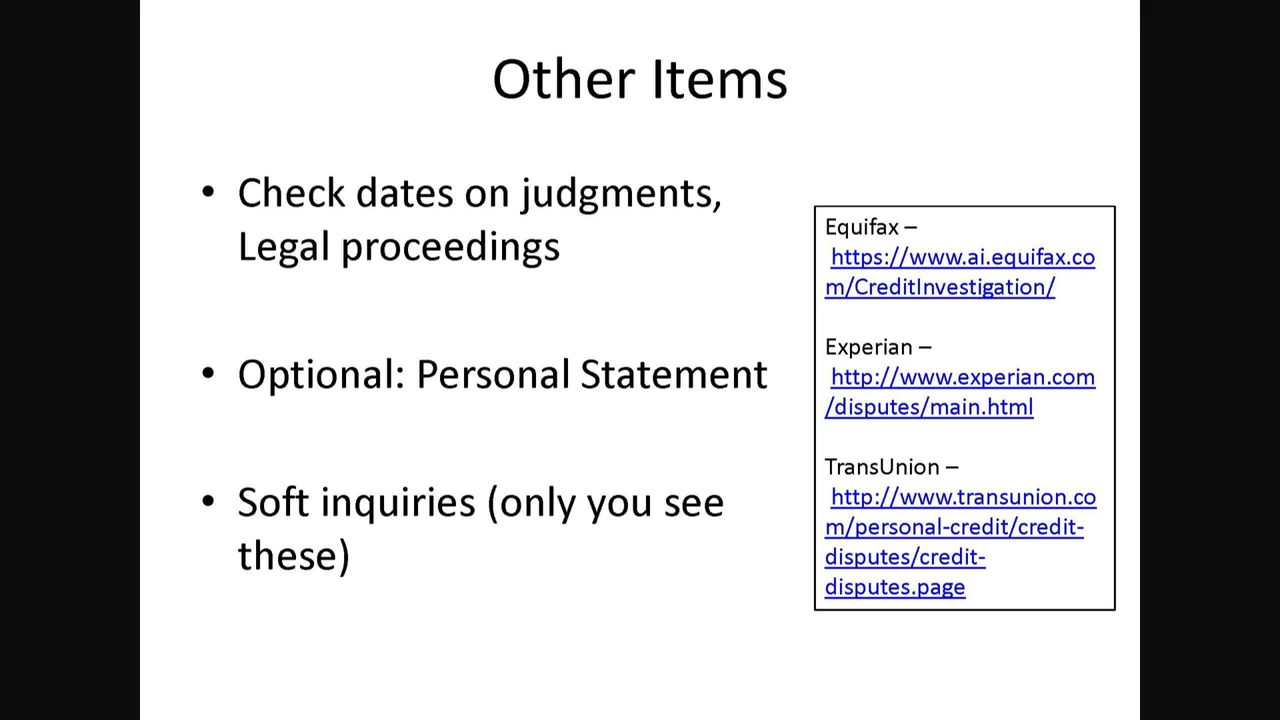 Other Items
• Check dates on judgments,
Legal proceedings
• Optional: Personal Statement
• Soft inquiries (only you see
these)
Equifax –
https://www.ai.equifax.co
m/CreditInvestigation/
Experian –
http://www.experian.com
/disputes/main.html
TransUnion –
http://www.transunion.co
m/personal-credit/credit-
disputes/credit-
disputes.page